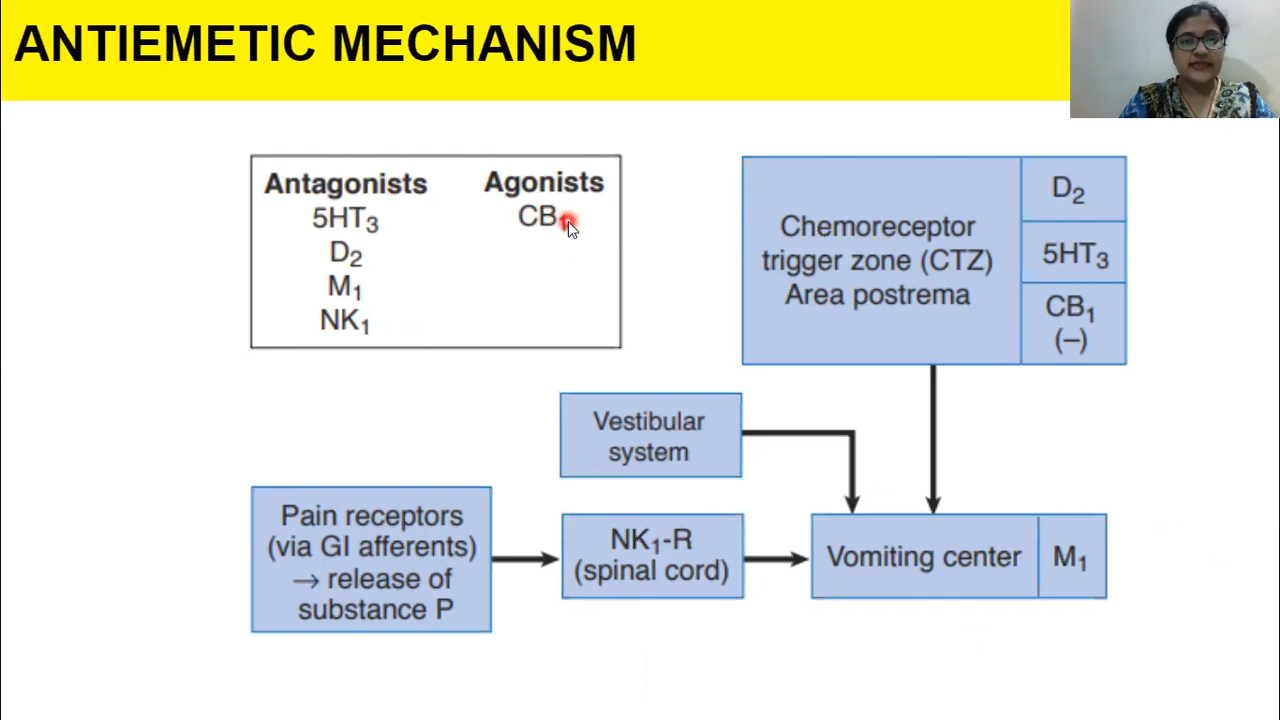 ANTIEMETIC MECHANISM
Antagonists
5HT₃
D₂
M₁
NK₁
Agonists
CB₁
Chemoreceptor
trigger zone (CTZ)
Area postrema
D₂
5HT₃
CB₁
(–)
Vestibular
system
Pain receptors
(via GI afferents)
→ release of
substance P
NK₁-R
(spinal cord)
Vomiting center
M₁